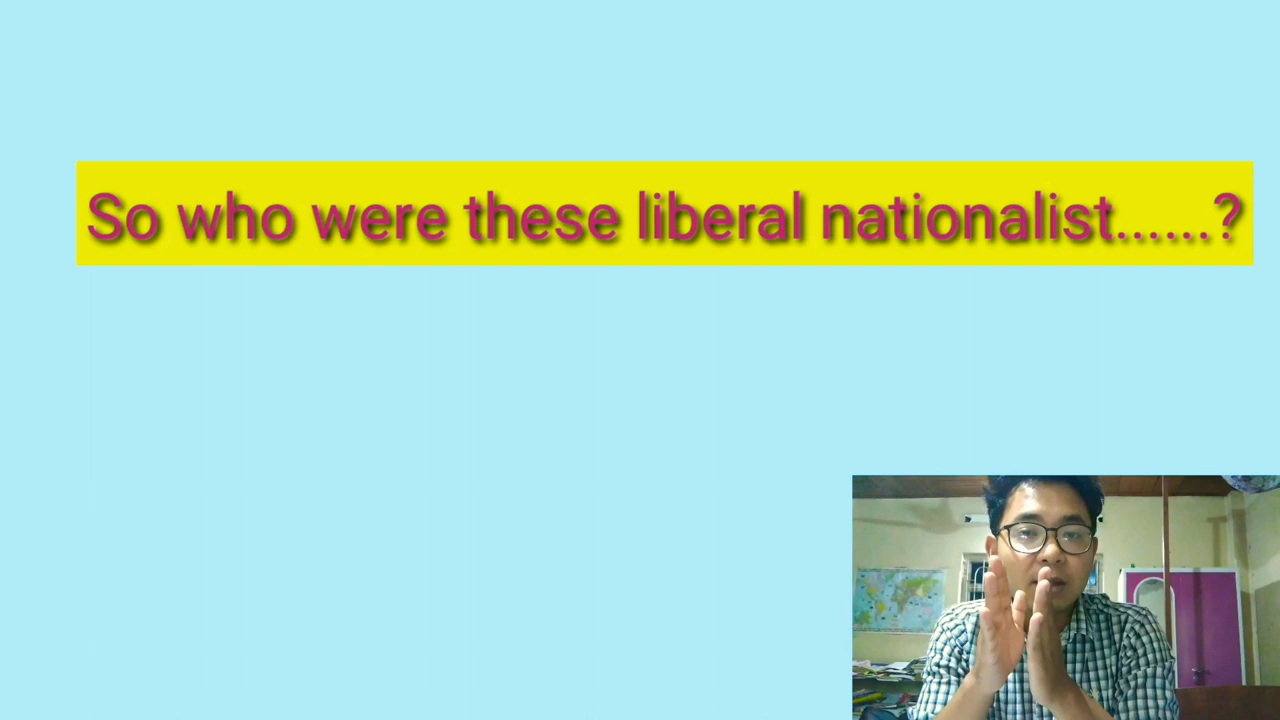 So who were these liberal nationalist......?